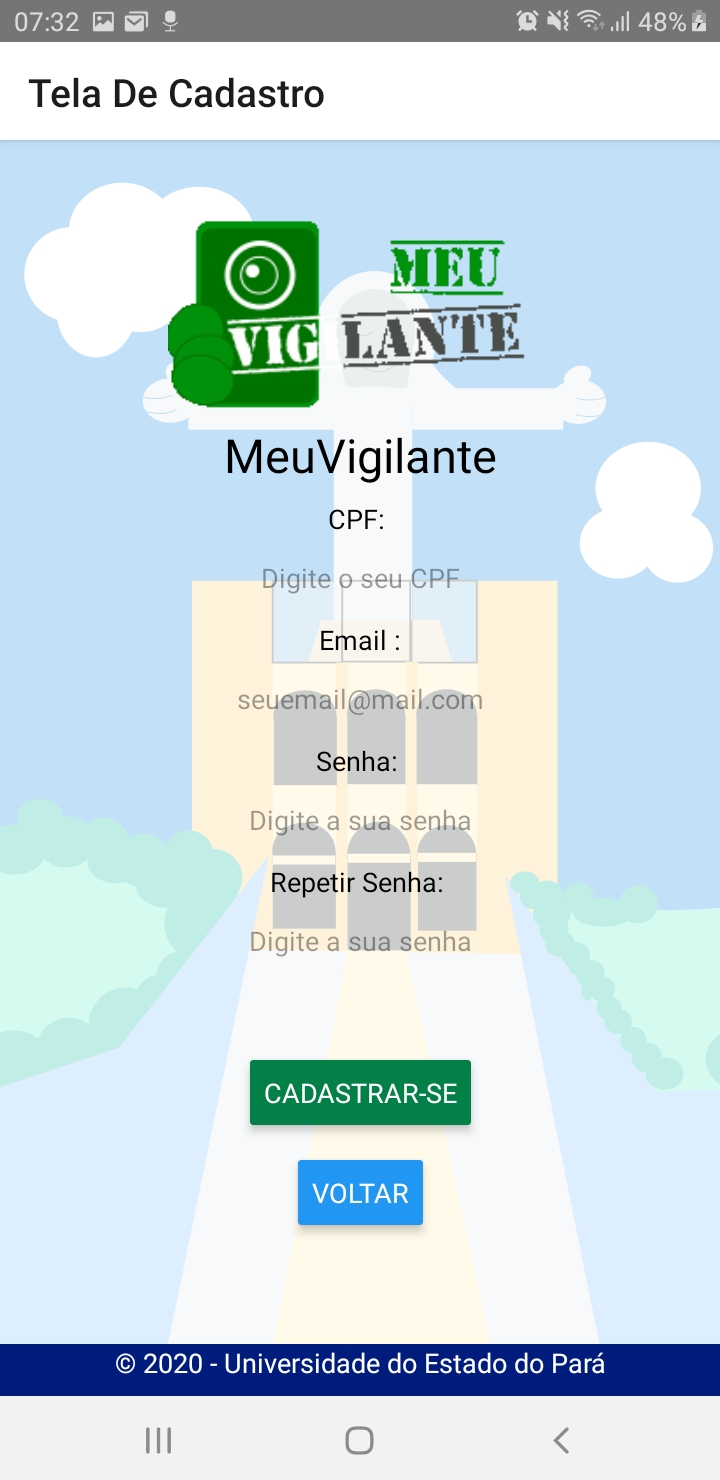 07:32
48%
Tela De Cadastro
MEU
VIGILANTE
MeuVigilante
CPF:
Digite o seu CPF
Email :
seuemail@mail.com
Senha:
Digite a sua senha
Repetir Senha:
Digite a sua senha
CADASTRAR-SE
VOLTAR
© 2020 - Universidade do Estado do Pará